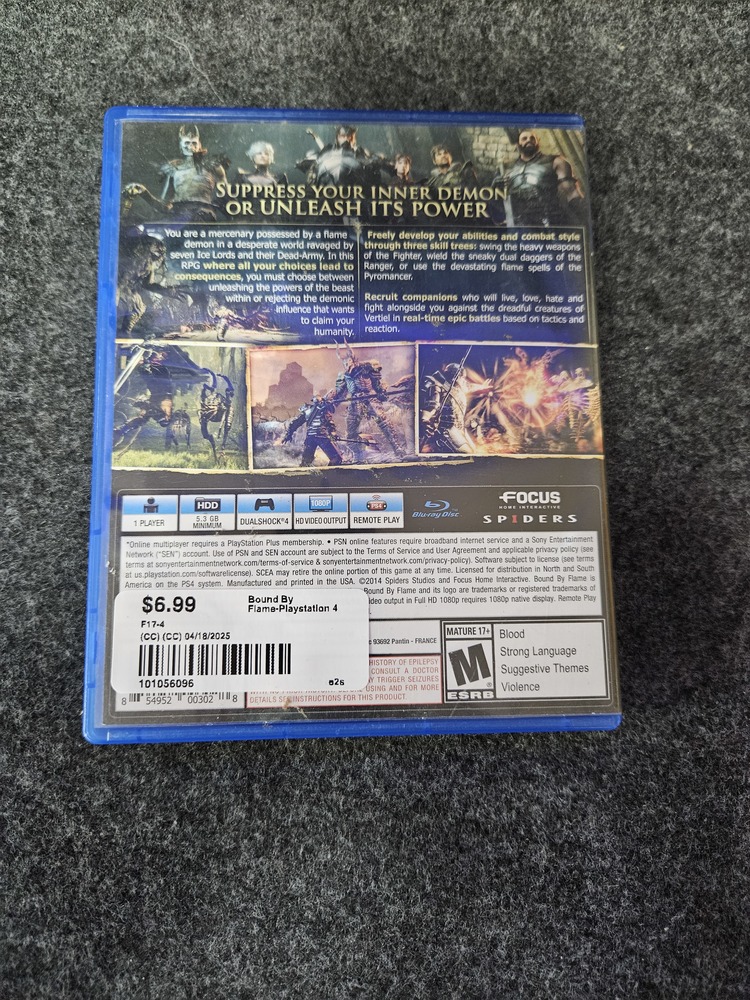 SUPPRESS YOUR INNER DEMON
OR UNLEASH ITS POWER
You are a mercenary possessed by a flame
demon in a desperate world ravaged by
seven Ice Lords and their Dead-Army. In this
RPG where all your choices lead to
consequences, you must choose between
unleashing the powers of the beast
within or rejecting the demonic
influence that wants
to claim your
humanity.
Freely develop your abilities and combat style
through three skill trees: swing the heavy weapons
of the Fighter, wield the sneaky dual daggers of the
Ranger, or use the devastating flame spells of the
Pyromancer.
Recruit companions who will live, love, hate and
fight alongside you against the dreadful creatures of
Vertiel in real-time epic battles based on tactics and
reaction.
1 PLAYER
HDD
5.3 GB
MINIMUM
DUALSHOCK®4
1080P
HD VIDEO OUTPUT
PS4
REMOTE PLAY
Blu-ray Disc
FOCUS
HOME INTERACTIVE
SPIDERS
*Online multiplayer requires a PlayStation Plus membership. • PSN online features require broadband internet service and a Sony Entertainment
Network ("SEN") account. Use of PSN and SEN account are subject to the Terms of Service and User Agreement and applicable privacy policy (see
terms at sonyentertainmentnetwork.com/terms-of-service & sonyentertainmentnetwork.com/privacy-policy). Software subject to license (see terms
at us.playstation.com/softwarelicense). SCEA may retire the online portion of this game at any time. Licensed for distribution in North and South
America on the PS4 system. Manufactured and printed in the USA. ©2014 Spiders Studios and Focus Home Interactive. Bound By Flame is
Bound By Flame and its logo are trademarks or registered trademarks of
video output in Full HD 1080p requires 1080p native display. Remote Play
93692 Pantin - FRANCE
$6.99
Bound By
Flame-Playstation 4
F17-4
(CC) (CC) 04/18/2025
101056096
8 54952 00302 8
HISTORY OF EPILEPSY
CONSULT A DOCTOR
TRIGGER SEIZURES
USING AND FOR MORE
DETAILS SEE INSTRUCTIONS FOR THIS PRODUCT.
MATURE 17+
M
ESRB
Blood
Strong Language
Suggestive Themes
Violence